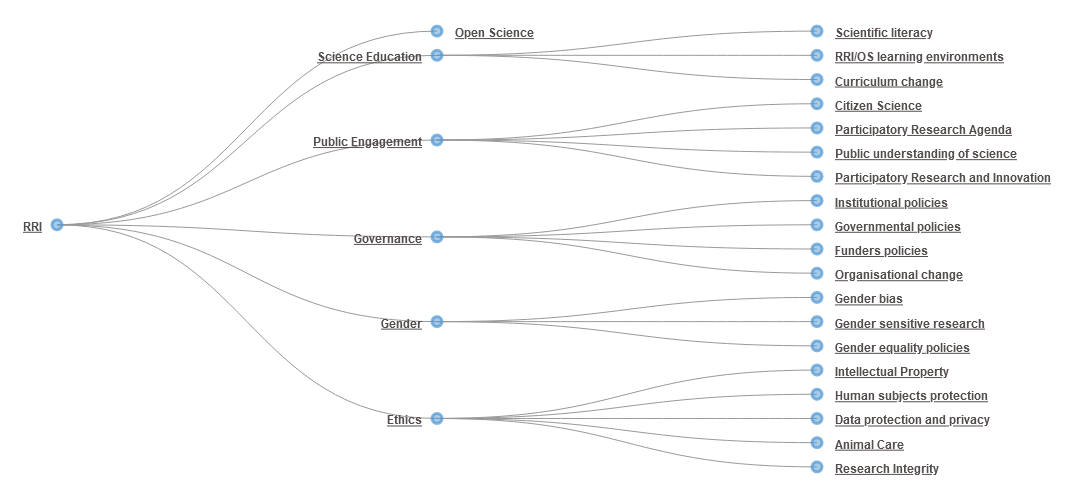 RRI
Open Science
Science Education
Scientific literacy
RRI/OS learning environments
Curriculum change
Public Engagement
Citizen Science
Participatory Research Agenda
Public understanding of science
Participatory Research and Innovation
Governance
Institutional policies
Governmental policies
Funders policies
Organisational change
Gender
Gender bias
Gender sensitive research
Gender equality policies
Ethics
Intellectual Property
Human subjects protection
Data protection and privacy
Animal Care
Research Integrity